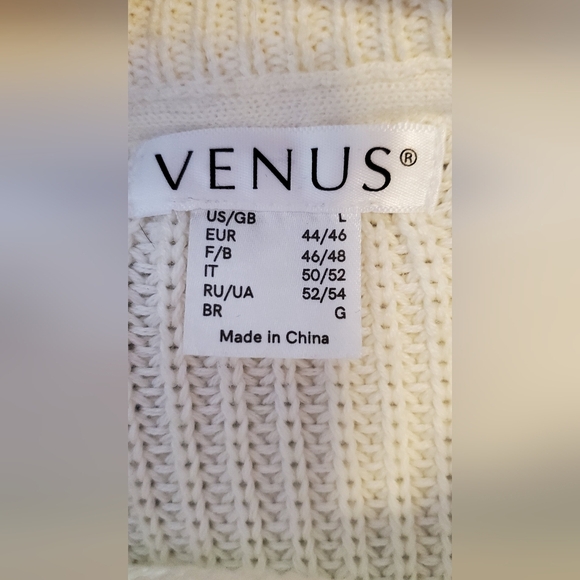 VENUS®
US/GB L
EUR 44/46
F/B 46/48
IT 50/52
RU/UA 52/54
BR G
Made in China